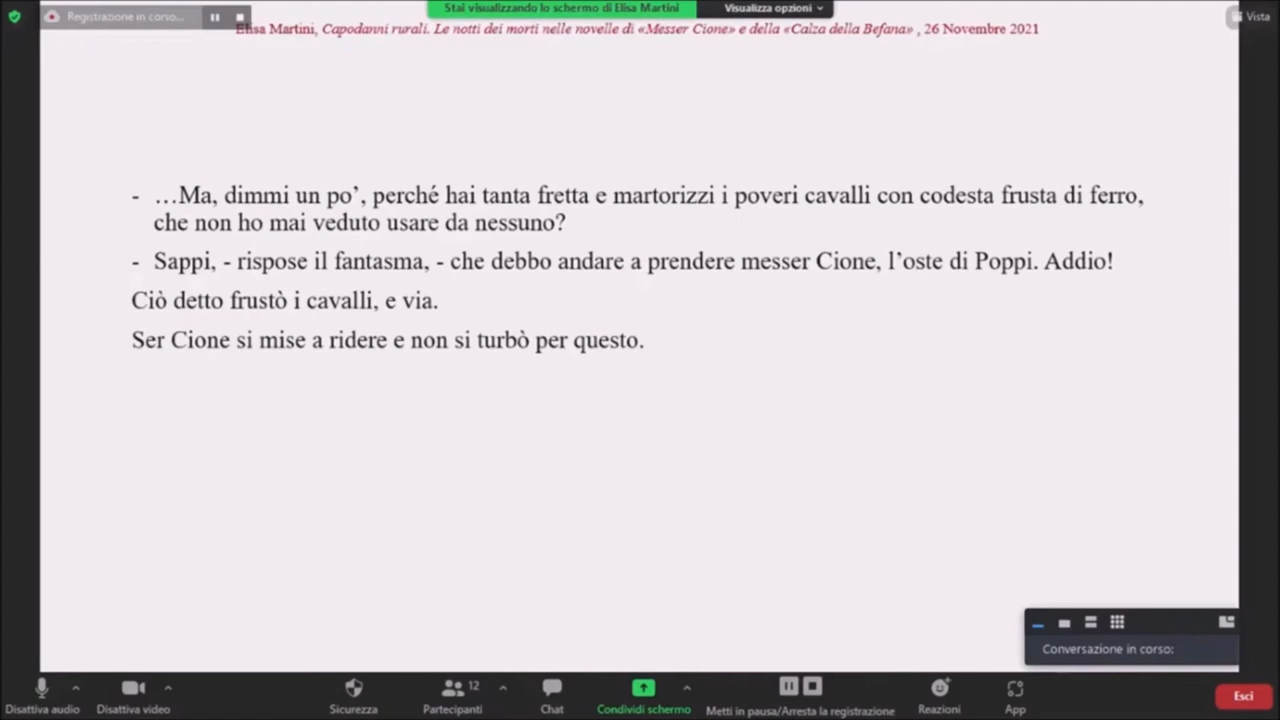 Registrazione in corso...
Stai visualizzando lo schermo di Elisa Martini
Visualizza opzioni
Vista
Elisa Martini, Capodanni rurali. Le notti dei morti nelle novelle di «Messer Cione» e della «Calza della Befana» , 26 Novembre 2021
- …Ma, dimmi un po’, perché hai tanta fretta e martorizzi i poveri cavalli con codesta frusta di ferro,
che non ho mai veduto usare da nessuno?
- Sappi, - rispose il fantasma, - che debbo andare a prendere messer Cione, l’oste di Poppi. Addio!
Ciò detto frustò i cavalli, e via.
Ser Cione si mise a ridere e non si turbò per questo.
Conversazione in corso:
Disattiva audio
Disattiva video
Sicurezza
Partecipanti
12
Chat
Condividi schermo
Metti in pausa/Arresta la registrazione
Reazioni
App
Esci